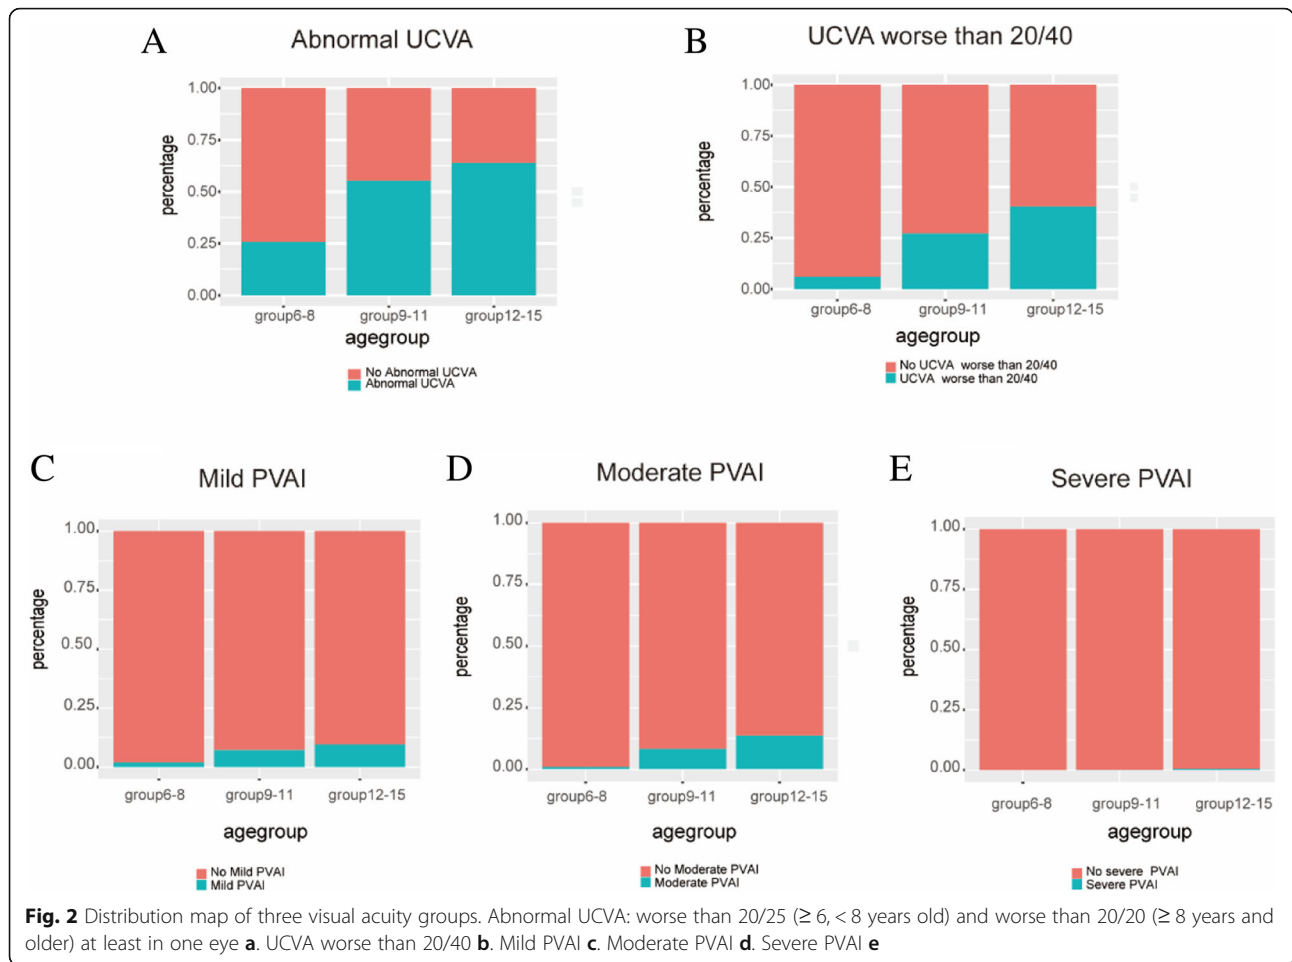 A
Abnormal UCVA
percentage
1.00
0.75
0.50
0.25
0.00
group6-8
group9-11
group12-15
agegroup
No Abnormal UCVA
Abnormal UCVA
B
UCVA worse than 20/40
percentage
1.00
0.75
0.50
0.25
0.00
group6-8
group9-11
group12-15
agegroup
No UCVA worse than 20/40
UCVA worse than 20/40
C
Mild PVAI
percentage
1.00
0.75
0.50
0.25
0.00
group6-8
group9-11
group12-15
agegroup
No Mild PVAI
Mild PVAI
D
Moderate PVAI
percentage
1.00
0.75
0.50
0.25
0.00
group6-8
group9-11
group12-15
agegroup
No Moderate PVAI
Moderate PVAI
E
Severe PVAI
percentage
1.00
0.75
0.50
0.25
0.00
group6-8
group9-11
group12-15
agegroup
No severe PVAI
Severe PVAI
Fig. 2 Distribution map of three visual acuity groups. Abnormal UCVA: worse than 20/25 (≥ 6, < 8 years old) and worse than 20/20 (≥ 8 years and
older) at least in one eye a. UCVA worse than 20/40 b. Mild PVAI c. Moderate PVAI d. Severe PVAI e